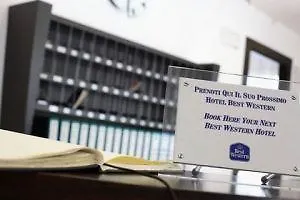 PRENOTI QUI IL SUO PROSSIMO
HOTEL BEST WESTERN
BOOK HERE YOUR NEXT
BEST WESTERN HOTEL
Best
Western